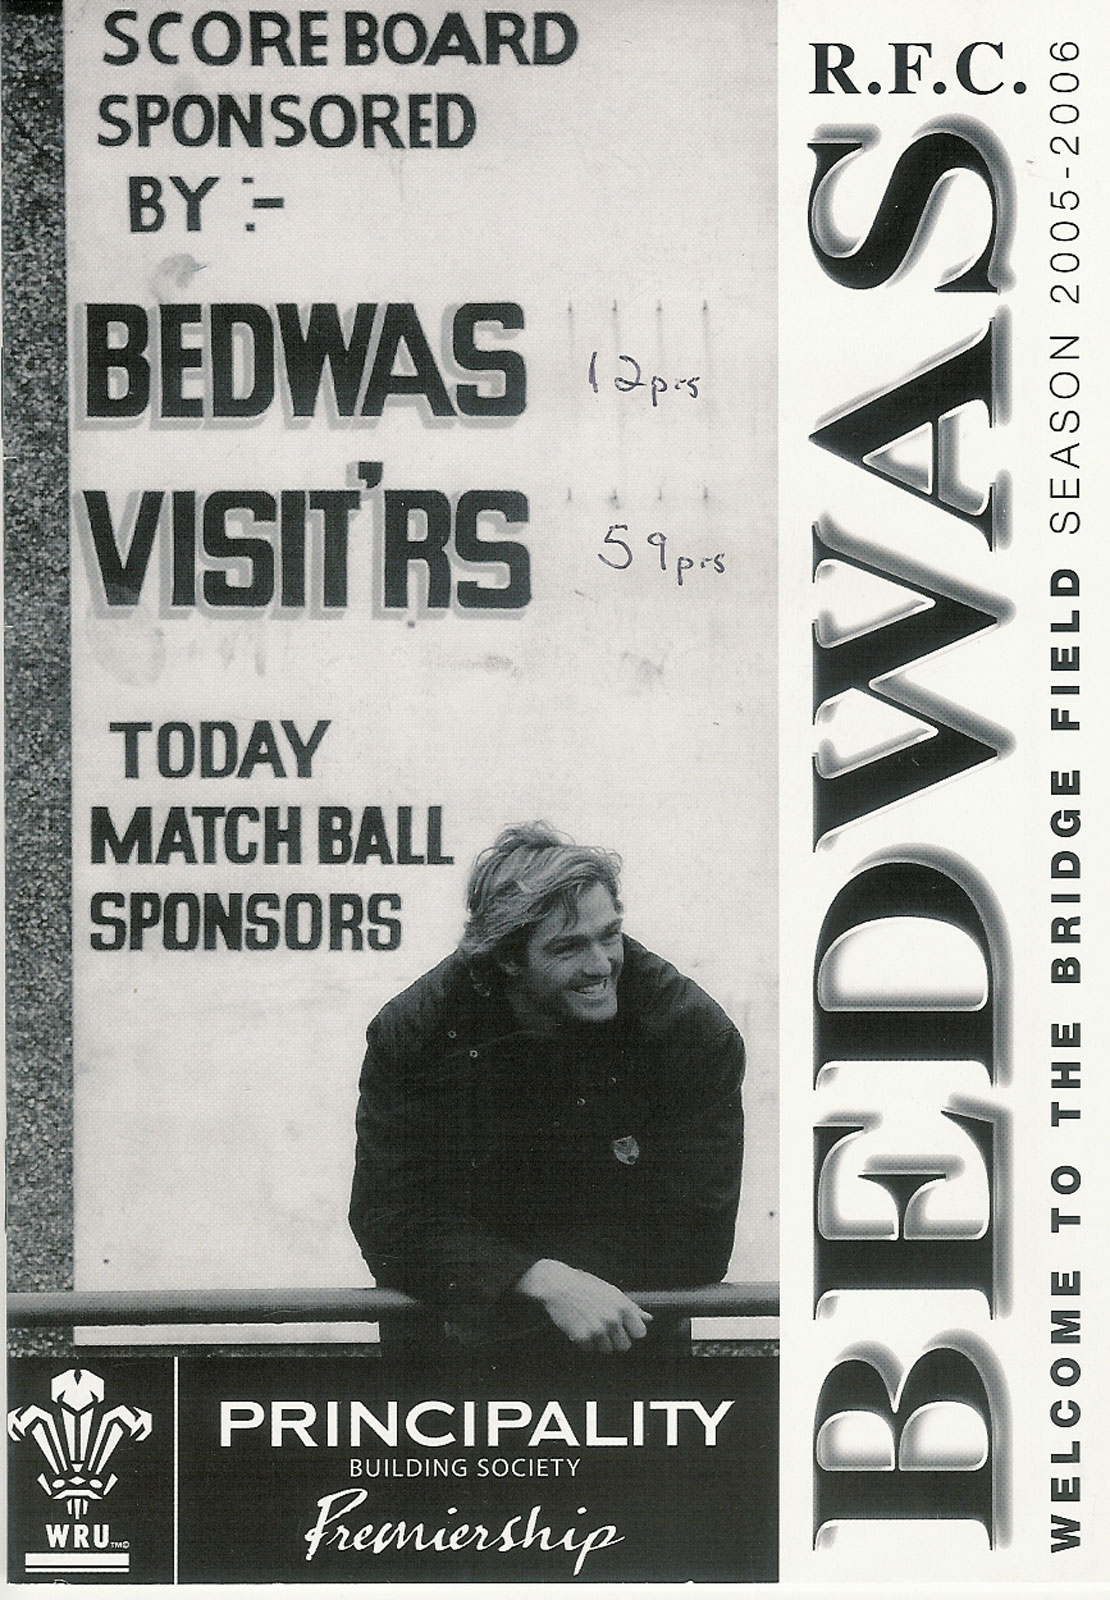 SCORE BOARD
SPONSORED
BY :-
BEDWAS 12pts
VISIT'RS 59pts
TODAY
MATCH BALL
SPONSORS
WRU TM©
PRINCIPALITY
BUILDING SOCIETY
Premiership
BEDWAS R.F.C.
WELCOME TO THE BRIDGE FIELD SEASON 2005-2006